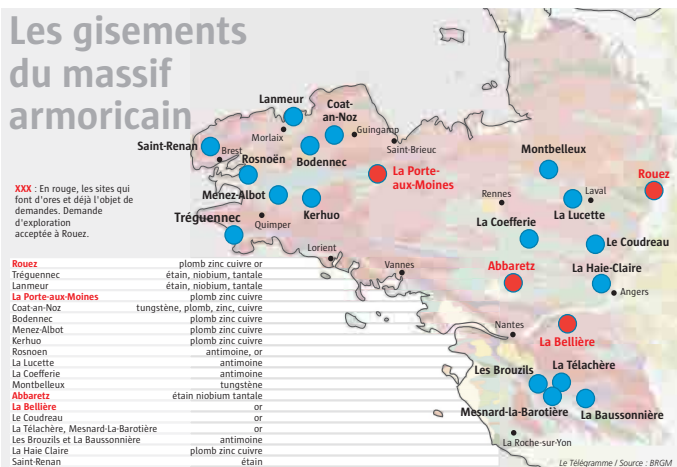 Les gisements
du massif
armoricain
Lanmeur
Coat-
an-Noz
Morlaix
Guingamp
Saint-Brieuc
Saint-Renan
Brest
Rosnoën
Bodennec
La Porte-
aux-Moines
Montbelleux
Rouez
XXX : En rouge, les sites qui
font d'ores et déjà l'objet de
demandes. Demande
d'exploration
acceptée à Rouez.
Menez-Albot
Kerhuo
Rennes
Laval
La Lucette
Tréguennec
Quimper
La Coefferie
Le Coudreau
Lorient
Vannes
Abbaretz
La Haie-Claire
Angers
Nantes
La Bellière
Les Brouzils
La Télachère
Mesnard-la-Barotière
La Baussonnière
La Roche-sur-Yon
Rouez plomb zinc cuivre or
Tréguennec étain, niobium, tantale
Lanmeur étain, niobium, tantale
La Porte-aux-Moines plomb zinc cuivre
Coat-an-Noz tungstène, plomb, zinc, cuivre
Bodennec plomb zinc cuivre
Menez-Albot plomb zinc cuivre
Kerhuo plomb zinc cuivre
Rosnoen antimoine, or
La Lucette antimoine
La Coefferie antimoine
Montbelleux tungstène
Abbaretz étain niobium tantale
La Bellière or
Le Coudreau or
La Télachère, Mesnard-La-Barotière or
Les Brouzils et La Baussonnière antimoine
La Haie Claire plomb zinc cuivre
Saint-Renan étain
Le Télégramme / Source : BRGM